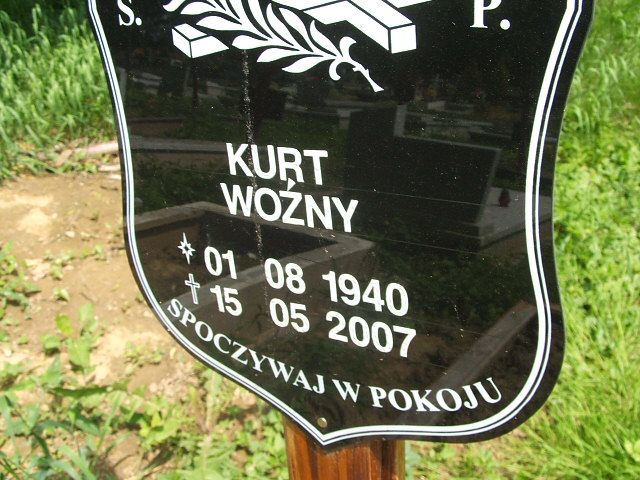 S. P.
KURT
WOŹNY
01 08 1940
15 05 2007
SPOCZYWAJ W POKOJU